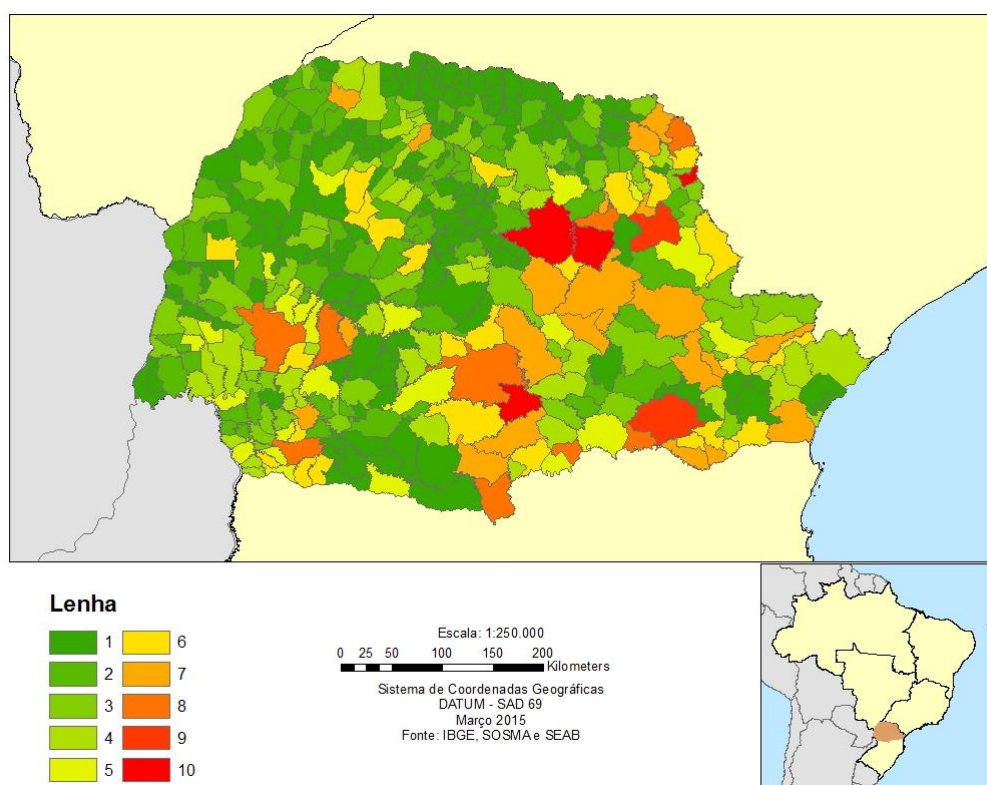 Lenha
1 6
2 7
3 8
4 9
5 10
Escala: 1:250.000
0 25 50 100 150 200
Kilometers
Sistema de Coordenadas Geográficas
DATUM - SAD 69
Março 2015
Fonte: IBGE, SOSMA e SEAB